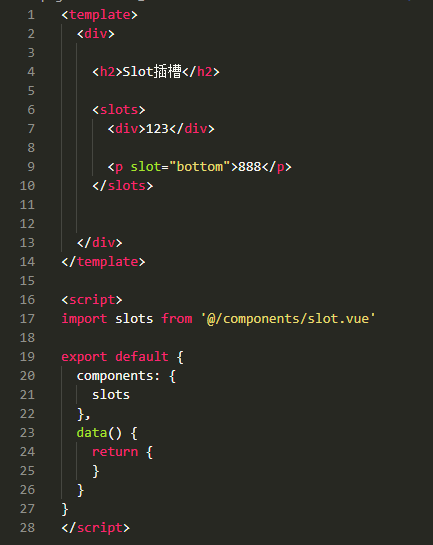 1 <template>
2   <div>
3
4     <h2>Slot插槽</h2>
5
6     <slots>
7       <div>123</div>
8
9       <p slot="bottom">888</p>
10     </slots>
11
12
13   </div>
14 </template>
15
16 <script>
17 import slots from '@/components/slot.vue'
18
19 export default {
20   components: {
21     slots
22   },
23   data() {
24     return {
25     }
26   }
27 }
28 </script>